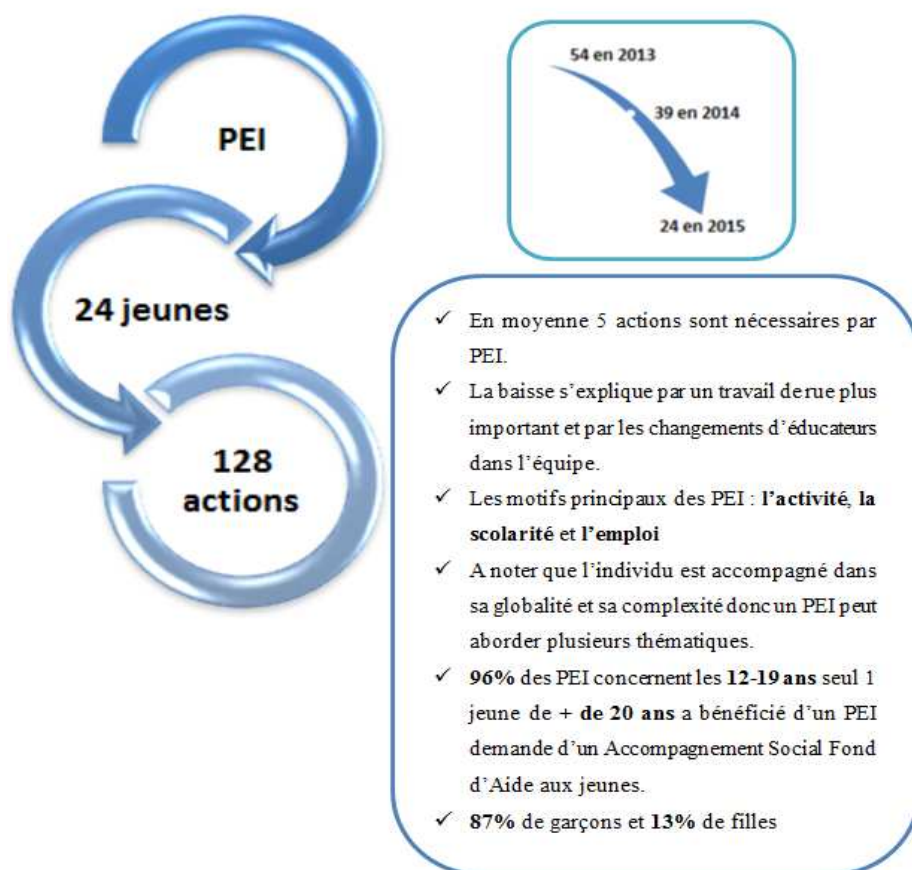 PEI
24 jeunes
128
actions
54 en 2013
39 en 2014
24 en 2015
✓ En moyenne 5 actions sont nécessaires par
PEI.
✓ La baisse s’explique par un travail de rue plus
important et par les changements d’éducateurs
dans l’équipe.
✓ Les motifs principaux des PEI : l’activité, la
scolarité et l’emploi
✓ A noter que l’individu est accompagné dans
sa globalité et sa complexité donc un PEI peut
aborder plusieurs thématiques.
✓ 96% des PEI concernent les 12-19 ans seul 1
jeune de + de 20 ans a bénéficié d’un PEI
demande d’un Accompagnement Social Fond
d’Aide aux jeunes.
✓ 87% de garçons et 13% de filles